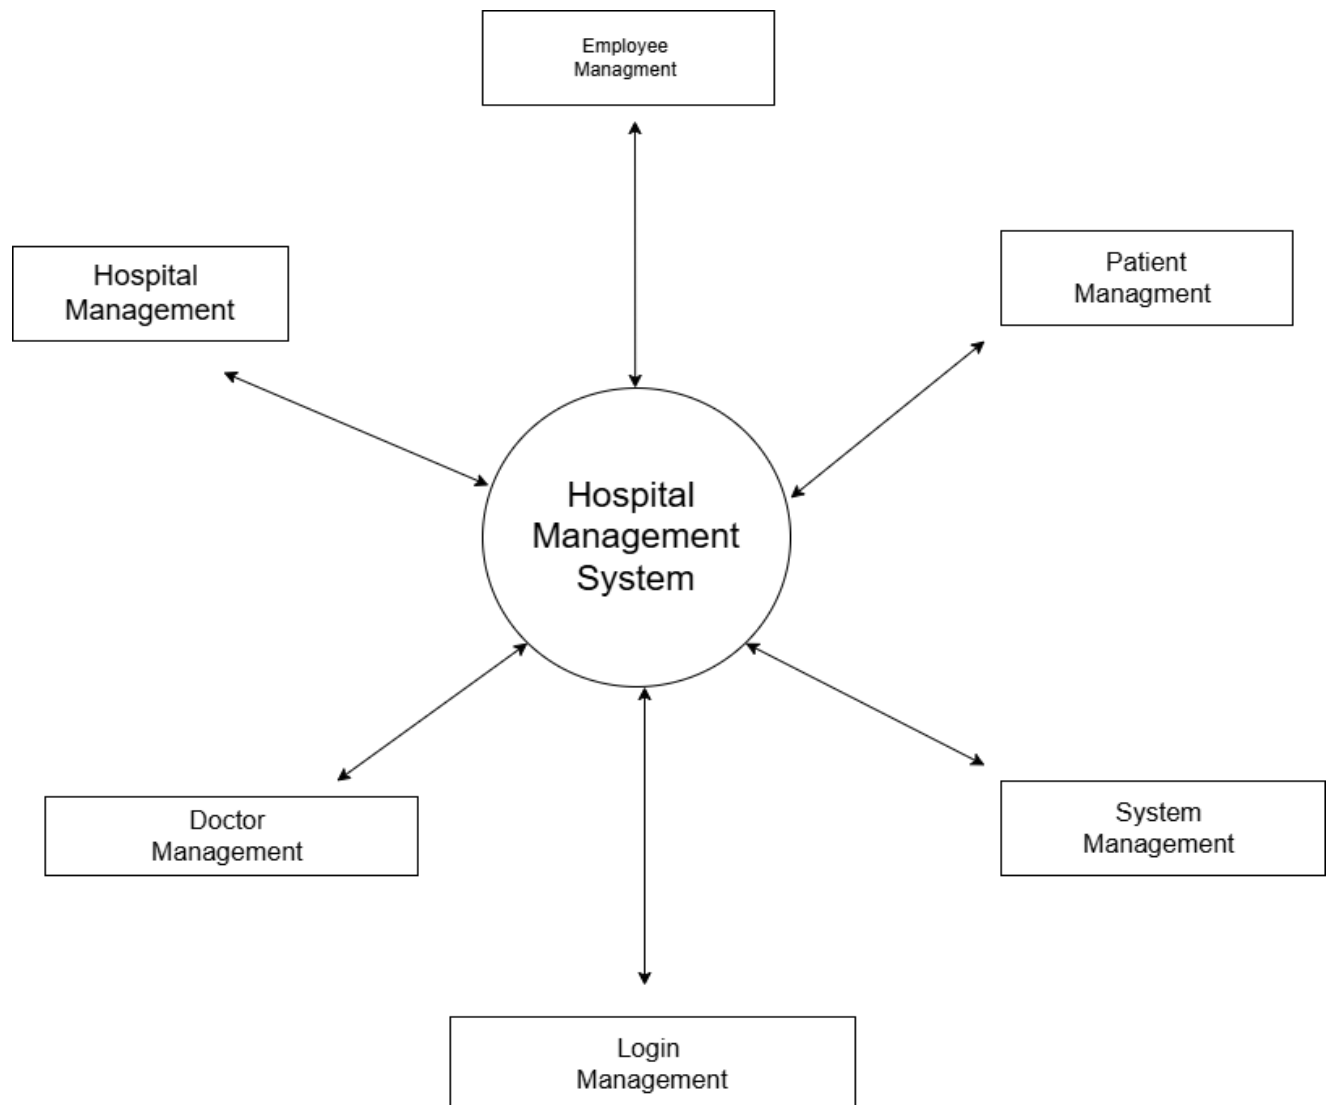 Employee
Managment
Hospital
Management
Patient
Managment
Hospital
Management
System
Doctor
Management
System
Management
Login
Management